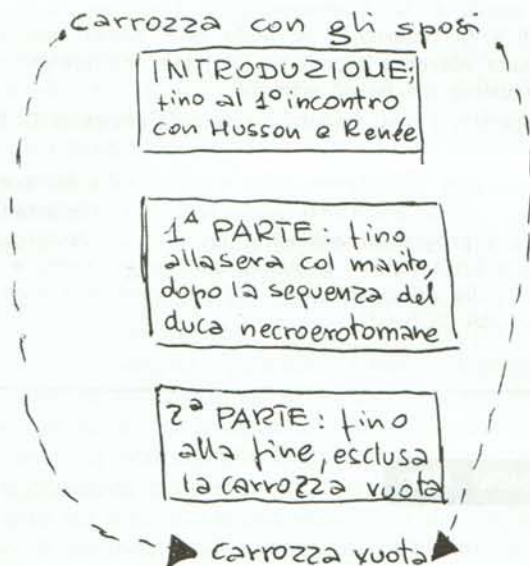 carrozza con gli sposi
INTRODUZIONE;
fino al 1° incontro
con Husson e Renée
1ª PARTE: fino
alla sera col marito,
dopo la sequenza del
duca necroerotomane
2ª PARTE: fino
alla fine, esclusa
la carrozza vuota
carrozza vuota